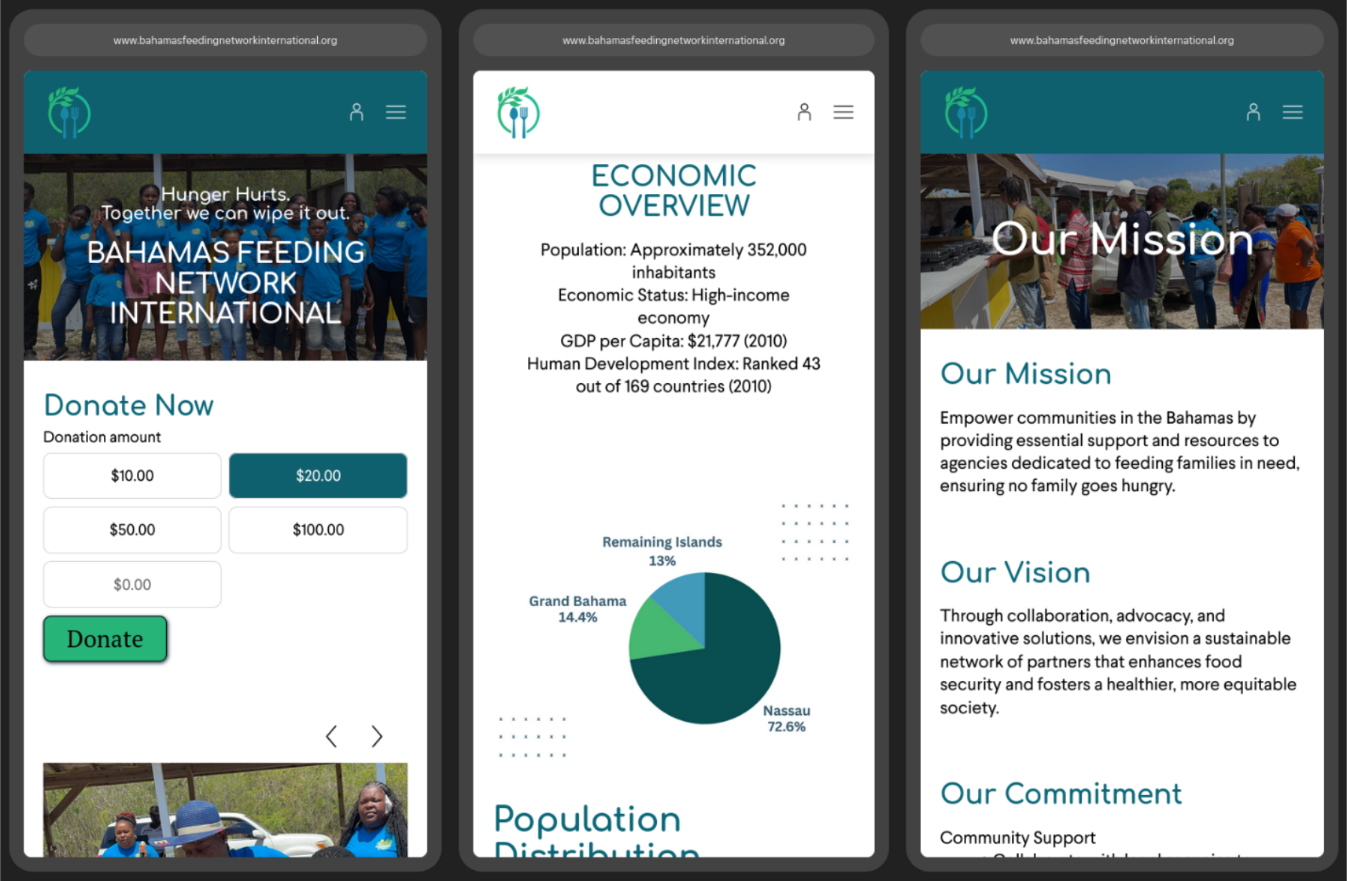 www.bahamasfeedingnetworkinternational.org
Hunger Hurts.
Together we can wipe it out.
BAHAMAS FEEDING
NETWORK
INTERNATIONAL
Donate Now
Donation amount
$10.00
$20.00
$50.00
$100.00
$0.00
Donate
www.bahamasfeedingnetworkinternational.org
ECONOMIC
OVERVIEW
Population: Approximately 352,000
inhabitants
Economic Status: High-income
economy
GDP per Capita: $21,777 (2010)
Human Development Index: Ranked 43
out of 169 countries (2010)
Remaining Islands
13%
Grand Bahama
14.4%
Nassau
72.6%
Population
Distribution
www.bahamasfeedingnetworkinternational.org
Our Mission
Our Mission
Empower communities in the Bahamas by
providing essential support and resources to
agencies dedicated to feeding families in need,
ensuring no family goes hungry.
Our Vision
Through collaboration, advocacy, and
innovative solutions, we envision a sustainable
network of partners that enhances food
security and fosters a healthier, more equitable
society.
Our Commitment
Community Support